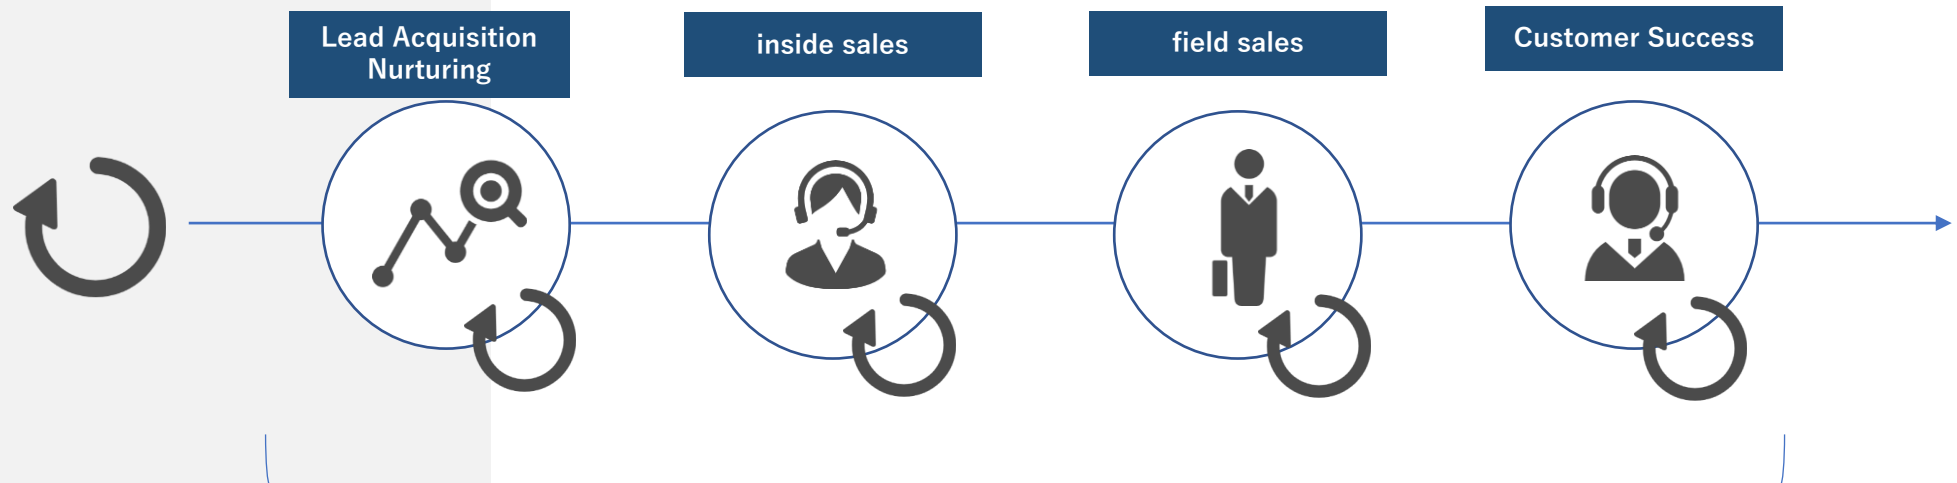 Lead Acquisition
Nurturing
inside sales
field sales
Customer Success